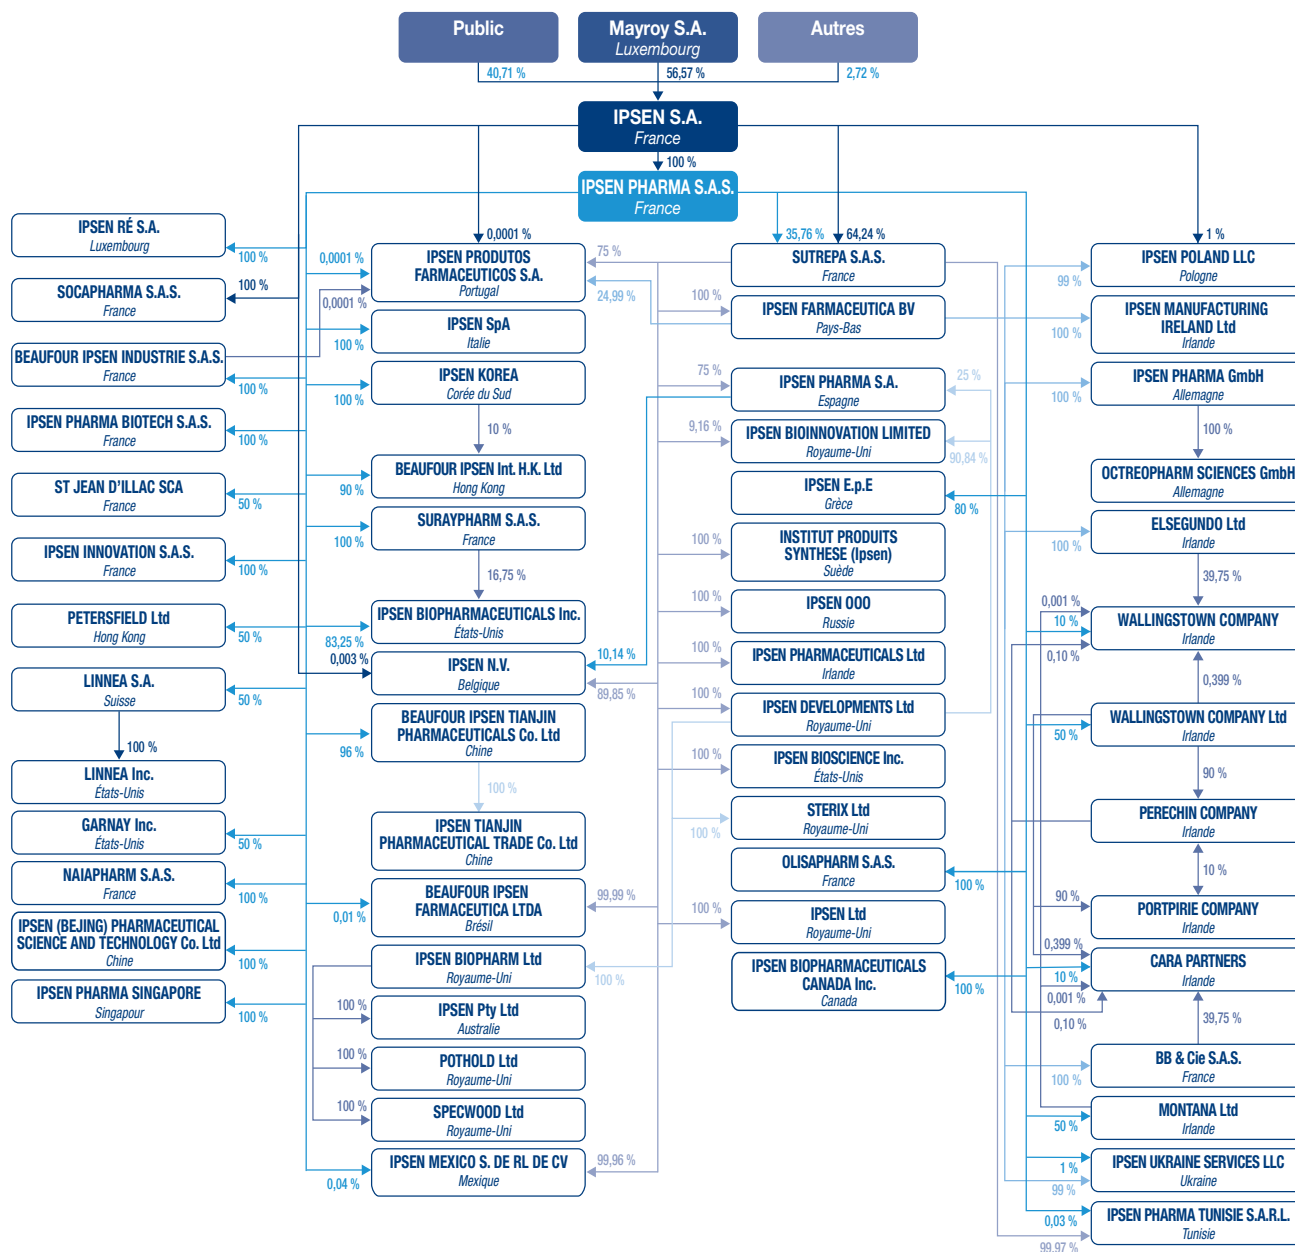 Public
Mayroy S.A.
Luxembourg
Autres
40,71 %
56,57 %
2,72 %
IPSEN S.A.
France
100 %
IPSEN PHARMA S.A.S.
France
IPSEN RÉ S.A.
Luxembourg
100 %
SOCAPHARMA S.A.S.
France
100 %
BEAUFOUR IPSEN INDUSTRIE S.A.S.
France
100 %
IPSEN PHARMA BIOTECH S.A.S.
France
100 %
ST JEAN D'ILLAC SCA
France
50 %
IPSEN INNOVATION S.A.S.
France
100 %
PETERSFIELD Ltd
Hong Kong
50 %
LINNEA S.A.
Suisse
50 %
100 %
LINNEA Inc.
États-Unis
GARNAY Inc.
États-Unis
50 %
NAIAPHARM S.A.S.
France
100 %
IPSEN (BEJING) PHARMACEUTICAL
SCIENCE AND TECHNOLOGY Co. Ltd
Chine
100 %
IPSEN PHARMA SINGAPORE
Singapour
100 %
0,0001 %
0,0001 %
0,0001 %
IPSEN PRODUTOS
FARMACEUTICOS S.A.
Portugal
75 %
24,99 %
IPSEN SpA
Italie
100 %
IPSEN KOREA
Corée du Sud
100 %
10 %
BEAUFOUR IPSEN Int. H.K. Ltd
Hong Kong
90 %
SURAYPHARM S.A.S.
France
100 %
16,75 %
IPSEN BIOPHARMACEUTICALS Inc.
États-Unis
83,25 %
0,003 %
IPSEN N.V.
Belgique
10,14 %
89,85 %
BEAUFOUR IPSEN TIANJIN
PHARMACEUTICALS Co. Ltd
Chine
96 %
100 %
IPSEN TIANJIN
PHARMACEUTICAL TRADE Co. Ltd
Chine
BEAUFOUR IPSEN
FARMACEUTICA LTDA
Brésil
0,01 %
99,99 %
IPSEN BIOPHARM Ltd
Royaume-Uni
100 %
100 %
IPSEN Pty Ltd
Australie
100 %
POTHOLD Ltd
Royaume-Uni
100 %
SPECWOOD Ltd
Royaume-Uni
IPSEN MEXICO S. DE RL DE CV
Mexique
0,04 %
99,96 %
35,76 %
64,24 %
SUTREPA S.A.S.
France
100 %
IPSEN FARMACEUTICA BV
Pays-Bas
75 %
IPSEN PHARMA S.A.
Espagne
25 %
9,16 %
IPSEN BIOINNOVATION LIMITED
Royaume-Uni
90,84 %
IPSEN E.p.E
Grèce
80 %
100 %
INSTITUT PRODUITS
SYNTHESE (Ipsen)
Suède
100 %
IPSEN OOO
Russie
100 %
IPSEN PHARMACEUTICALS Ltd
Irlande
100 %
IPSEN DEVELOPMENTS Ltd
Royaume-Uni
100 %
IPSEN BIOSCIENCE Inc.
États-Unis
100 %
STERIX Ltd
Royaume-Uni
OLISAPHARM S.A.S.
France
100 %
100 %
IPSEN Ltd
Royaume-Uni
IPSEN BIOPHARMACEUTICALS
CANADA Inc.
Canada
100 %
1 %
99 %
IPSEN POLAND LLC
Pologne
100 %
IPSEN MANUFACTURING
IRELAND Ltd
Irlande
100 %
IPSEN PHARMA GmbH
Allemagne
100 %
OCTREOPHARM SCIENCES GmbH
Allemagne
100 %
ELSEGUNDO Ltd
Irlande
39,75 %
0,001 %
10 %
0,10 %
WALLINGSTOWN COMPANY
Irlande
0,399 %
WALLINGSTOWN COMPANY Ltd
Irlande
50 %
90 %
PERECHIN COMPANY
Irlande
10 %
90 %
PORTPIRIE COMPANY
Irlande
0,399 %
CARA PARTNERS
Irlande
10 %
0,001 %
0,10 %
39,75 %
BB & Cie S.A.S.
France
100 %
MONTANA Ltd
Irlande
50 %
IPSEN UKRAINE SERVICES LLC
Ukraine
1 %
99 %
IPSEN PHARMA TUNISIE S.A.R.L.
Tunisie
0,03 %
99,97 %